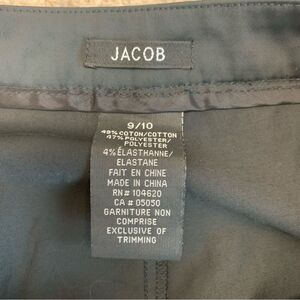 JACOB
9/10
49% COTON/COTTON
47% POLYESTER/
POLYESTER
4% ÉLASTHANNE/
ELASTANE
FAIT EN CHINE
MADE IN CHINA
RN# 104620
CA # 05050
GARNITURE NON
COMPRISE
EXCLUSIVE OF
TRIMMING